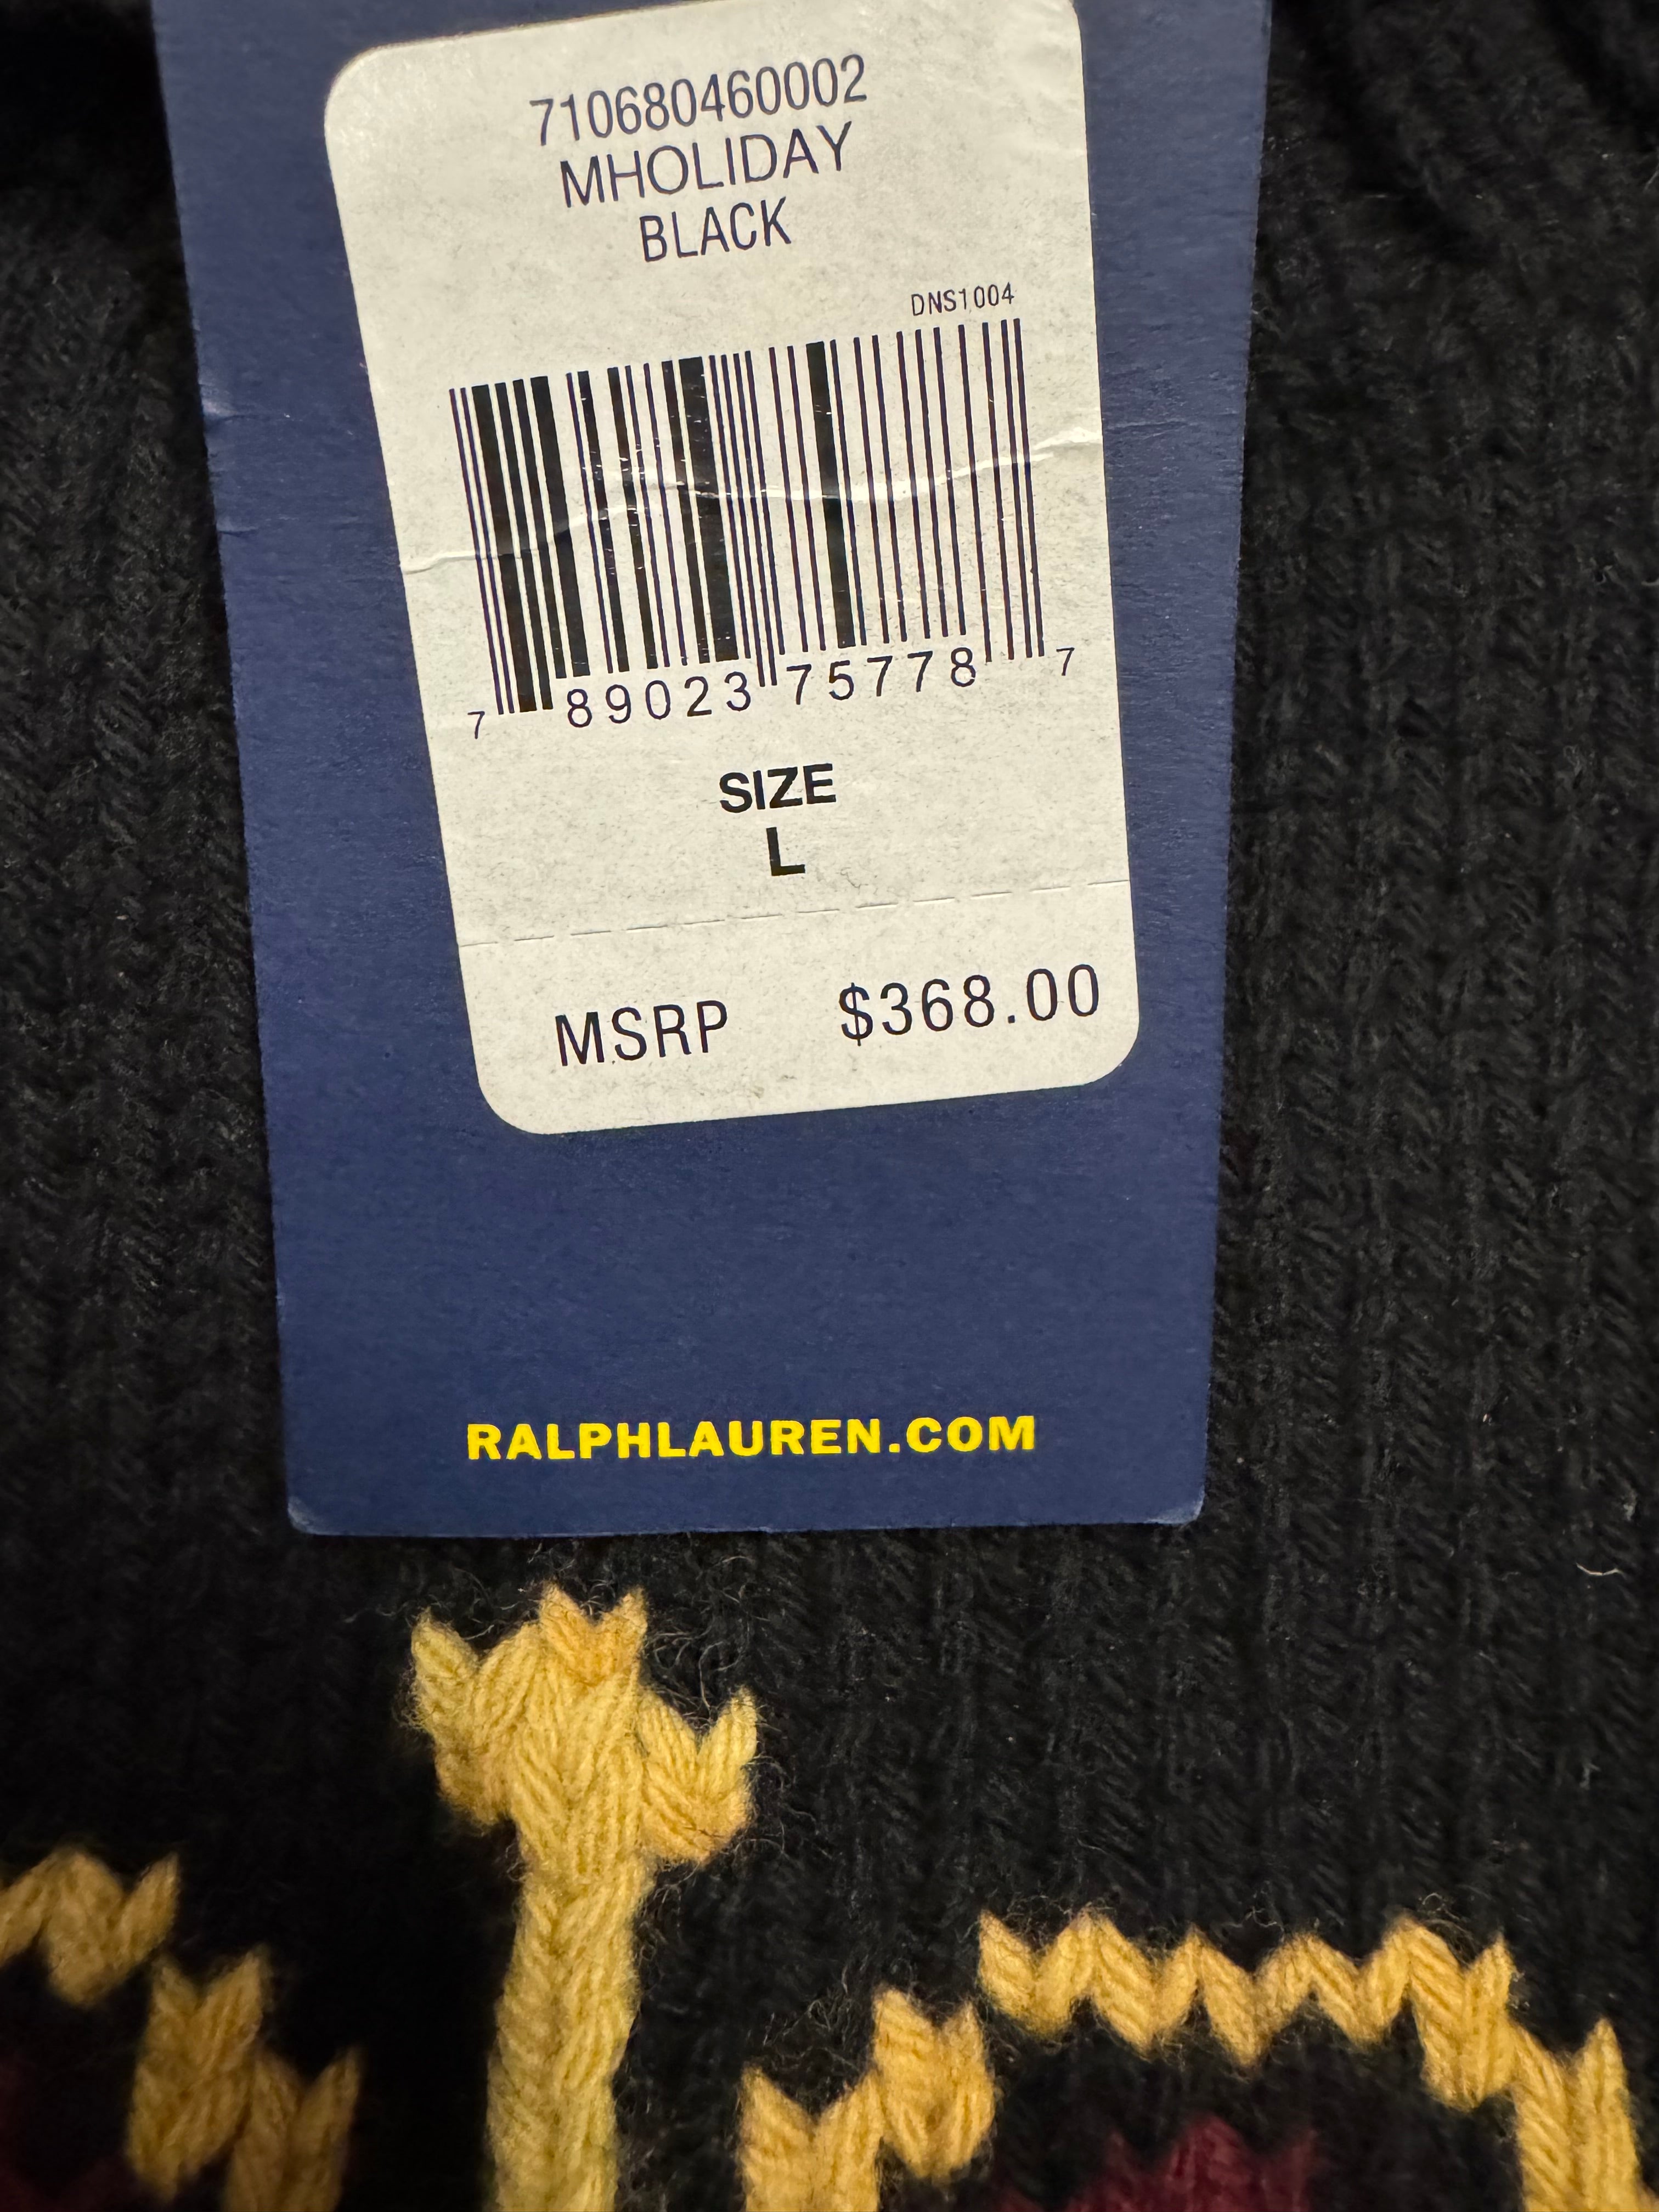 710680460002
MHOLIDAY
BLACK
DNS1004
7 89023 75778 7
SIZE
L
MSRP $368.00
RALPHLAUREN.COM